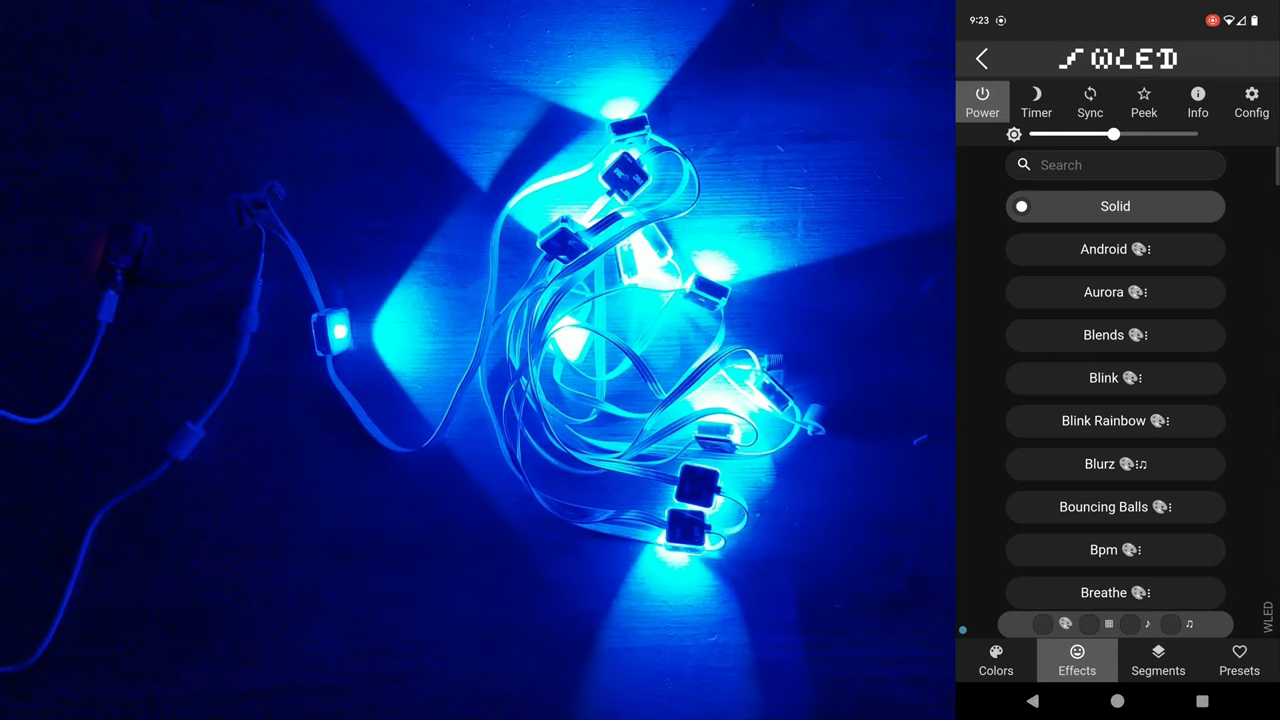 9:23
WLED
Power
Timer
Sync
Peek
Info
Config
Search
Solid
Android
Aurora
Blends
Blink
Blink Rainbow
Blurz
Bouncing Balls
Bpm
Breathe
WLED
Colors
Effects
Segments
Presets